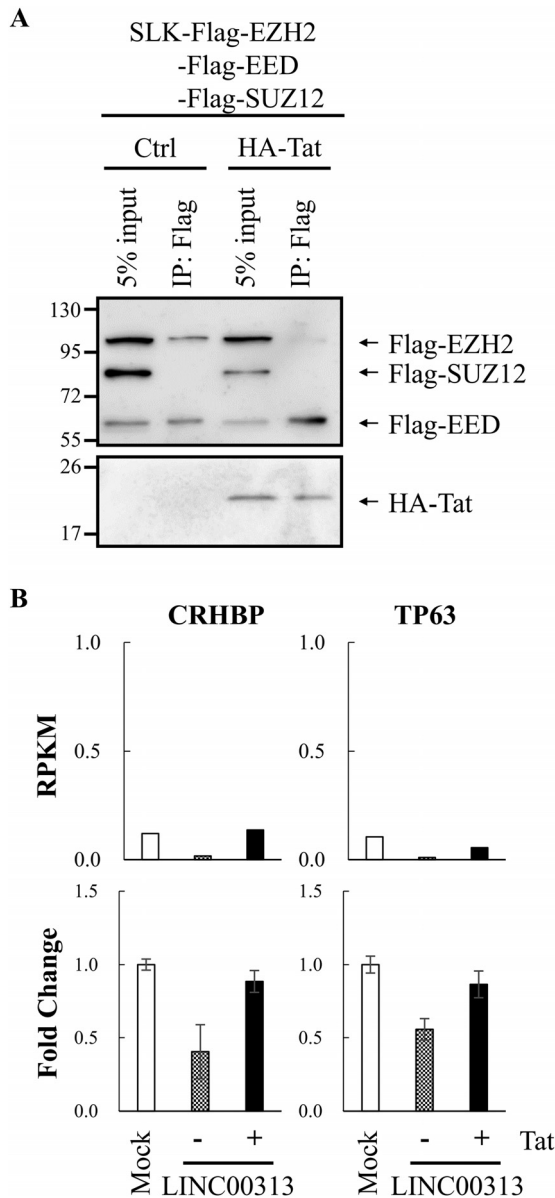 A
SLK-Flag-EZH2
-Flag-EED
-Flag-SUZ12
Ctrl HA-Tat
5% input IP: Flag 5% input IP: Flag
130
95
72
55
Flag-EZH2
Flag-SUZ12
Flag-EED
26
17
HA-Tat
B
CRHBP TP63
RPKM
1.0 1.0
0.5 0.5
0.0 0.0
Fold Change
1.5 1.5
1.0 1.0
0.5 0.5
0.0 0.0
Mock - + Mock - + Tat
LINC00313 LINC00313